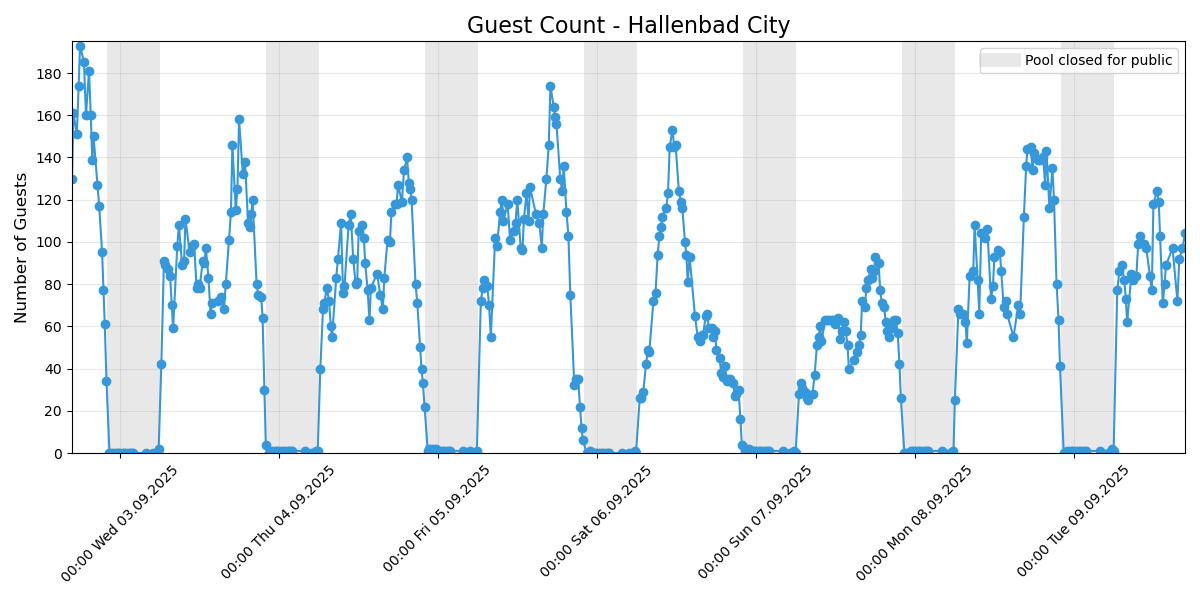 Guest Count - Hallenbad City
Pool closed for public
Number of Guests
180
160
140
120
100
80
60
40
20
0
00:00 Wed 03.09.2025
00:00 Thu 04.09.2025
00:00 Fri 05.09.2025
00:00 Sat 06.09.2025
00:00 Sun 07.09.2025
00:00 Mon 08.09.2025
00:00 Tue 09.09.2025